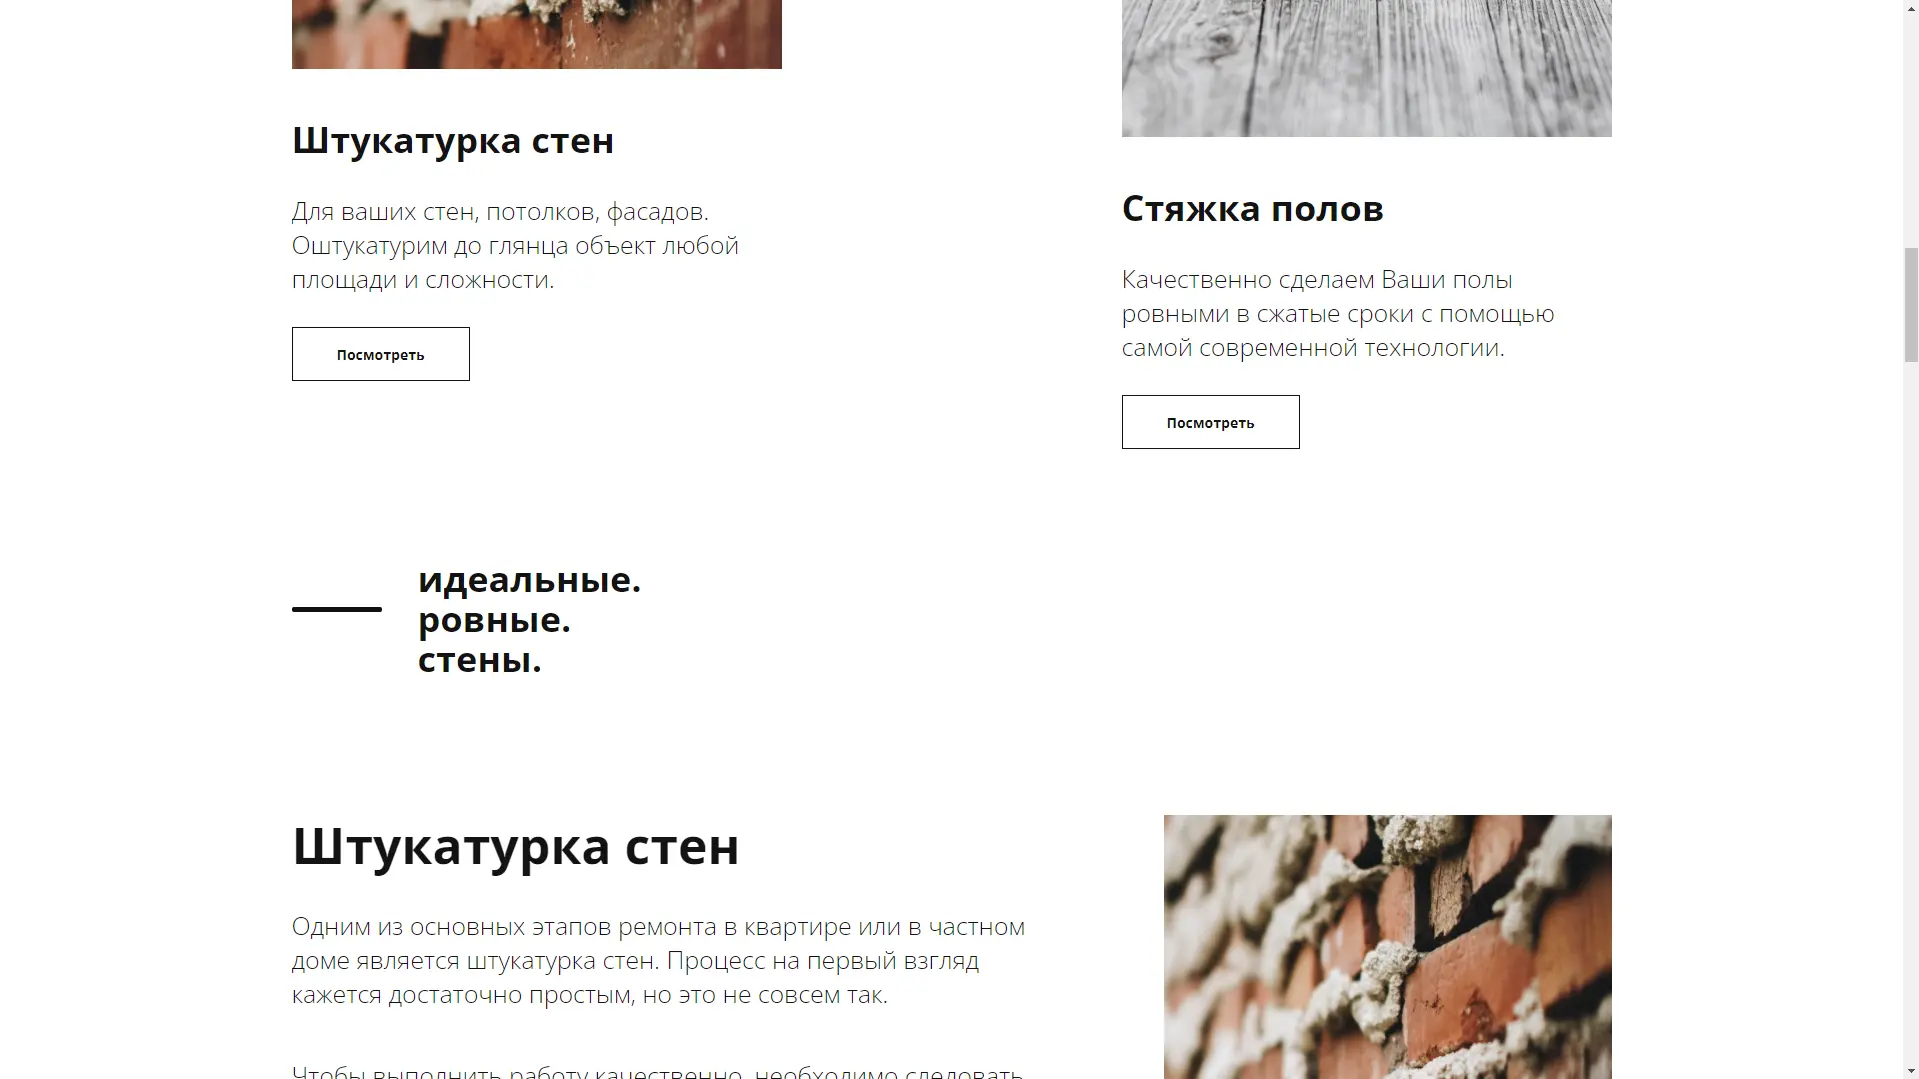 Штукатурка стен
Для ваших стен, потолков, фасадов.
Оштукатурим до глянца объект любой
площади и сложности.
Посмотреть
Стяжка полов
Качественно сделаем Ваши полы
ровными в сжатые сроки с помощью
самой современной технологии.
Посмотреть
идеальные.
ровные.
стены.
Штукатурка стен
Одним из основных этапов ремонта в квартире или в частном
доме является штукатурка стен. Процесс на первый взгляд
кажется достаточно простым, но это не совсем так.
Чтобы выполнить работу качественно, необходимо следовать